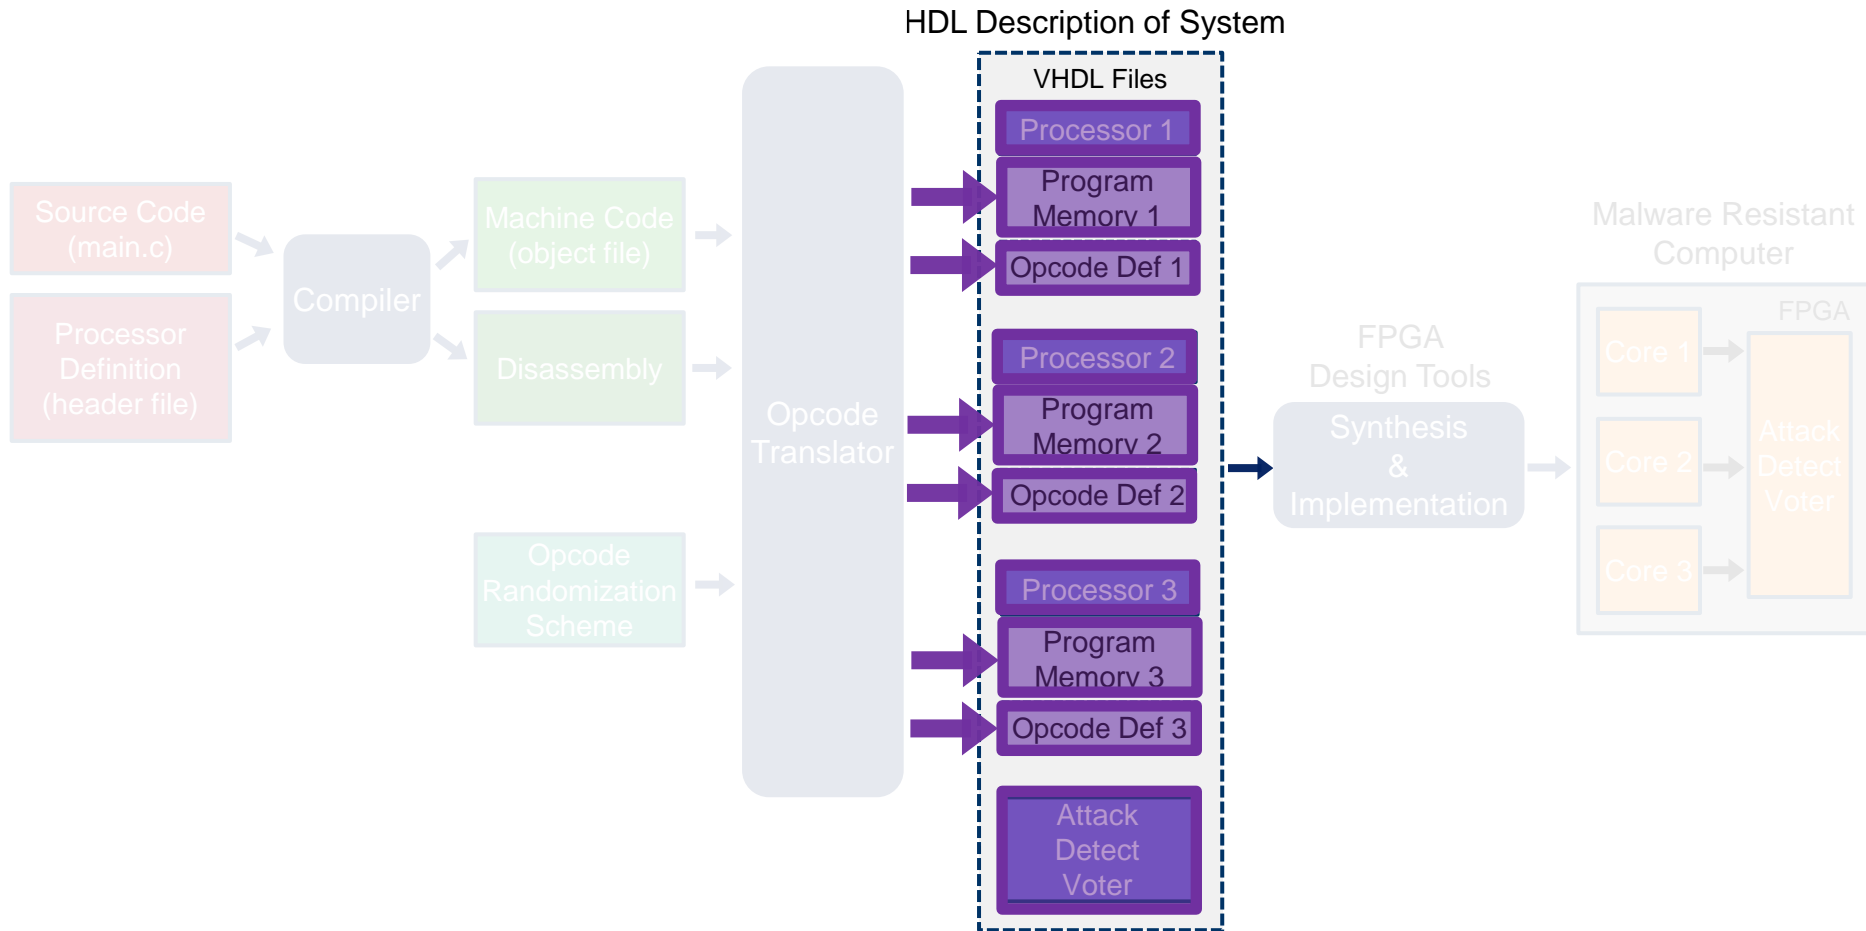 HDL Description of System
VHDL Files
Source Code
(main.c)
Processor
Definition
(header file)
Compiler
Machine Code
(object file)
Disassembly
Opcode
Randomization
Scheme
Opcode
Translator
Processor 1
Program
Memory 1
Opcode Def 1
Processor 2
Program
Memory 2
Opcode Def 2
Processor 3
Program
Memory 3
Opcode Def 3
Attack
Detect
Voter
FPGA
Design Tools
Synthesis
&
Implementation
Malware Resistant
Computer
FPGA
Core 1
Core 2
Core 3
Attack
Detect
Voter